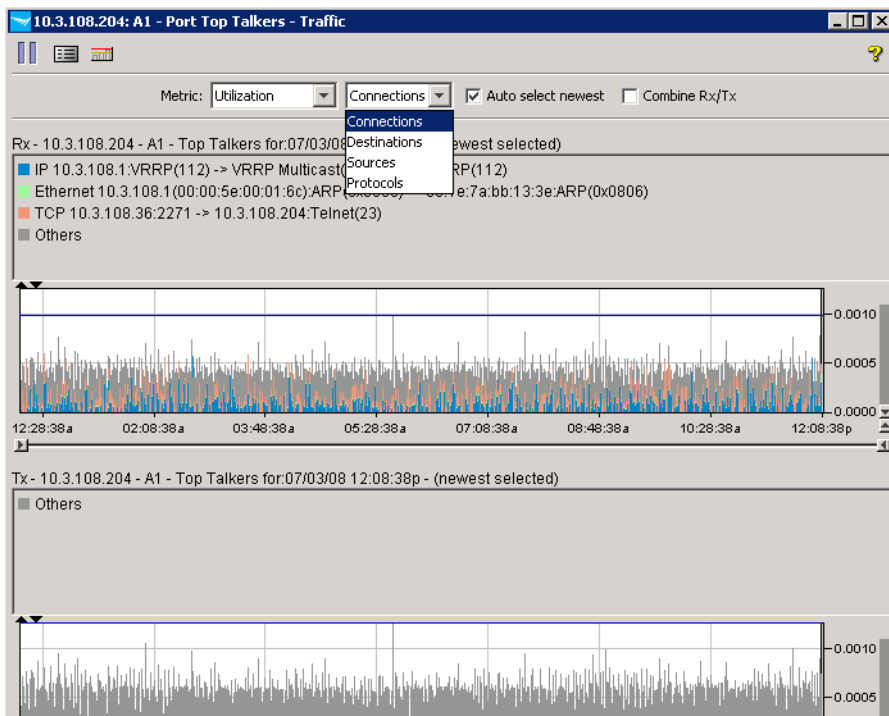 10.3.108.204: A1 - Port Top Talkers - Traffic
Metric: Utilization Connections Auto select newest Combine Rx/Tx
Connections
Destinations
Sources
Protocols
Rx - 10.3.108.204 - A1 - Top Talkers for:07/03/08 newest selected)
IP 10.3.108.1:VRRP(112) -> VRRP Multicast( RP(112)
Ethernet 10.3.108.1(00:00:5e:00:01:6c):ARP( :7a:bb:13:3e:ARP(0x0806)
TCP 10.3.108.36:2271 -> 10.3.108.204:Telnet(23)
Others
0.0010
0.0005
0.0000
12:28:38a 02:08:38a 03:48:38a 05:28:38a 07:08:38a 08:48:38a 10:28:38a 12:08:38p
Tx - 10.3.108.204 - A1 - Top Talkers for:07/03/08 12:08:38p - (newest selected)
Others
0.0010
0.0005